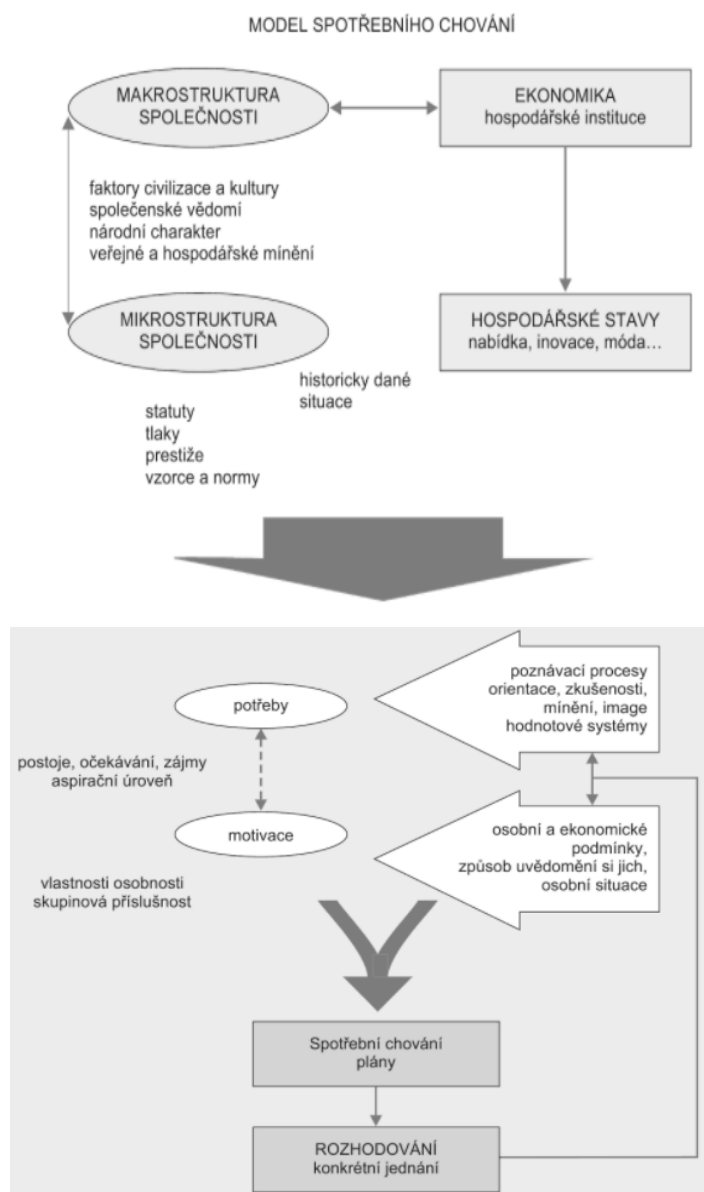 MODEL SPOTŘEBNÍHO CHOVÁNÍ
MAKROSTRUKTURA
SPOLEČNOSTI
EKONOMIKA
hospodářské instituce
faktory civilizace a kultury
společenské vědomí
národní charakter
veřejné a hospodářské mínění
MIKROSTRUKTURA
SPOLEČNOSTI
HOSPODÁŘSKÉ STAVY
nabídka, inovace, móda…
historicky dané
situace
statuty
tlaky
prestiže
vzorce a normy
poznávací procesy
orientace, zkušenosti,
mínění, image
hodnotové systémy
potřeby
postoje, očekávání, zájmy
aspirační úroveň
motivace
osobní a ekonomické
podmínky,
způsob uvědomění si jich,
osobní situace
vlastnosti osobnosti
skupinová příslušnost
Spotřební chování
plány
ROZHODOVÁNÍ
konkrétní jednání